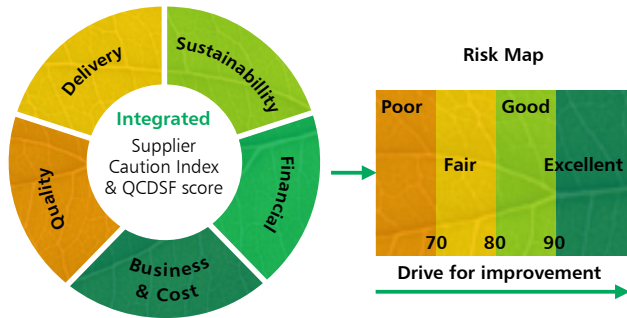 Delivery
Sustainabillity
Quality
Financial
Business
& Cost
Integrated
Supplier
Caution Index
& QCDSF score
Risk Map
Poor
Good
Fair
Excellent
70
80
90
Drive for improvement